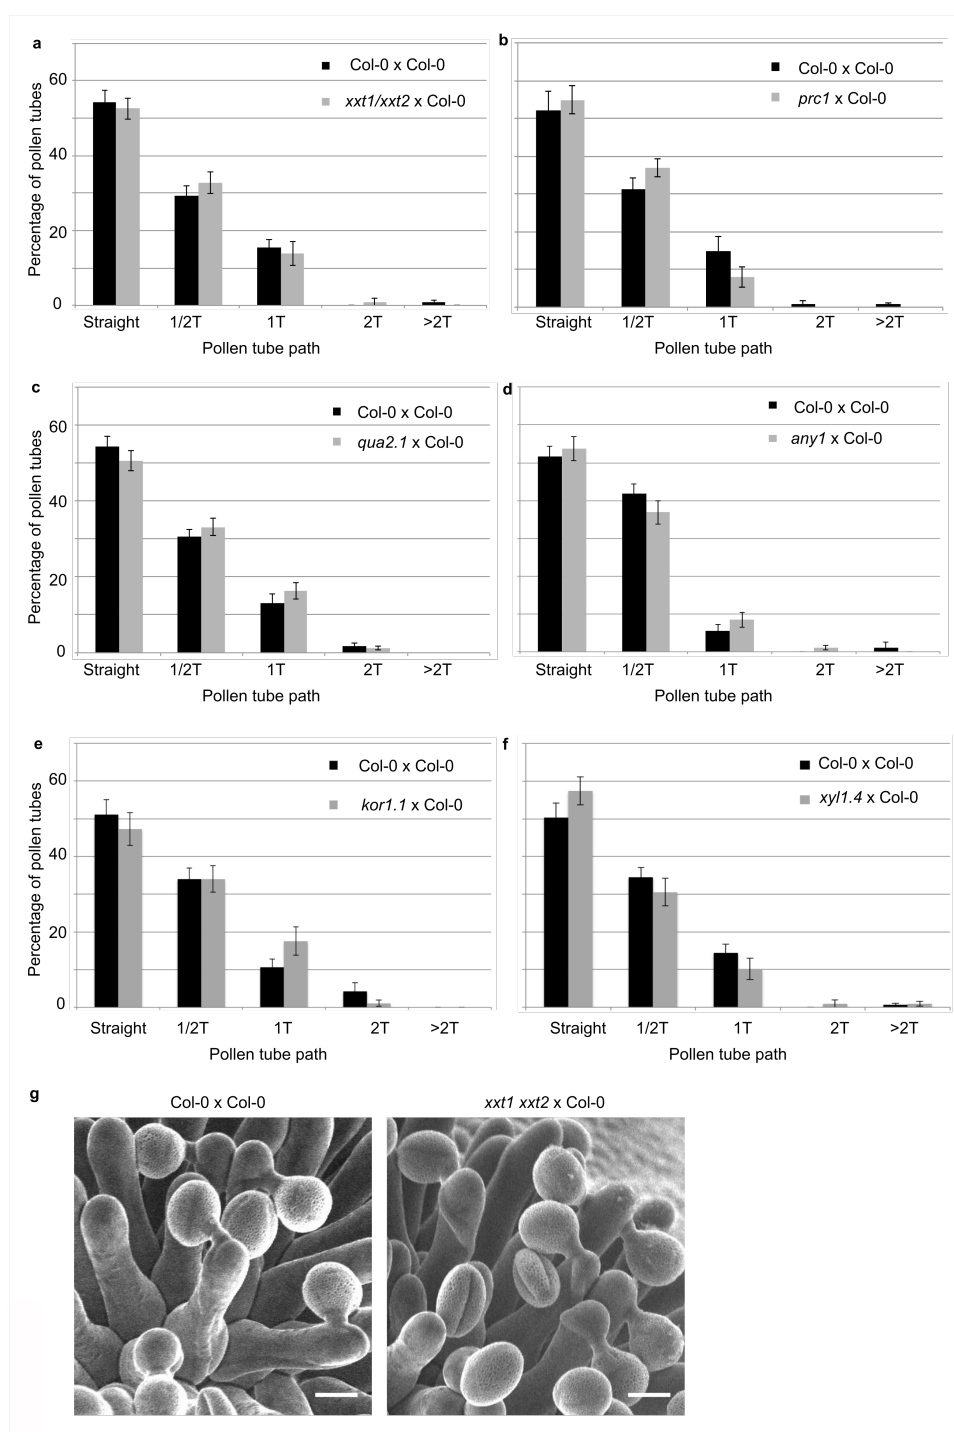 a
Percentage of pollen tubes
60
40
20
0
Col-0 x Col-0
xxt1/xxt2 x Col-0
Straight 1/2T 1T 2T >2T
Pollen tube path
b
Col-0 x Col-0
prc1 x Col-0
Straight 1/2T 1T 2T >2T
Pollen tube path
c
Percentage of pollen tubes
60
40
20
0
Col-0 x Col-0
qua2.1 x Col-0
Straight 1/2T 1T 2T >2T
Pollen tube path
d
Col-0 x Col-0
any1 x Col-0
Straight 1/2T 1T 2T >2T
Pollen tube path
e
Percentage of pollen tubes
60
40
20
0
Col-0 x Col-0
kor1.1 x Col-0
Straight 1/2T 1T 2T >2T
Pollen tube path
f
Col-0 x Col-0
xyl1.4 x Col-0
Straight 1/2T 1T 2T >2T
Pollen tube path
g
Col-0 x Col-0
xxt1 xxt2 x Col-0